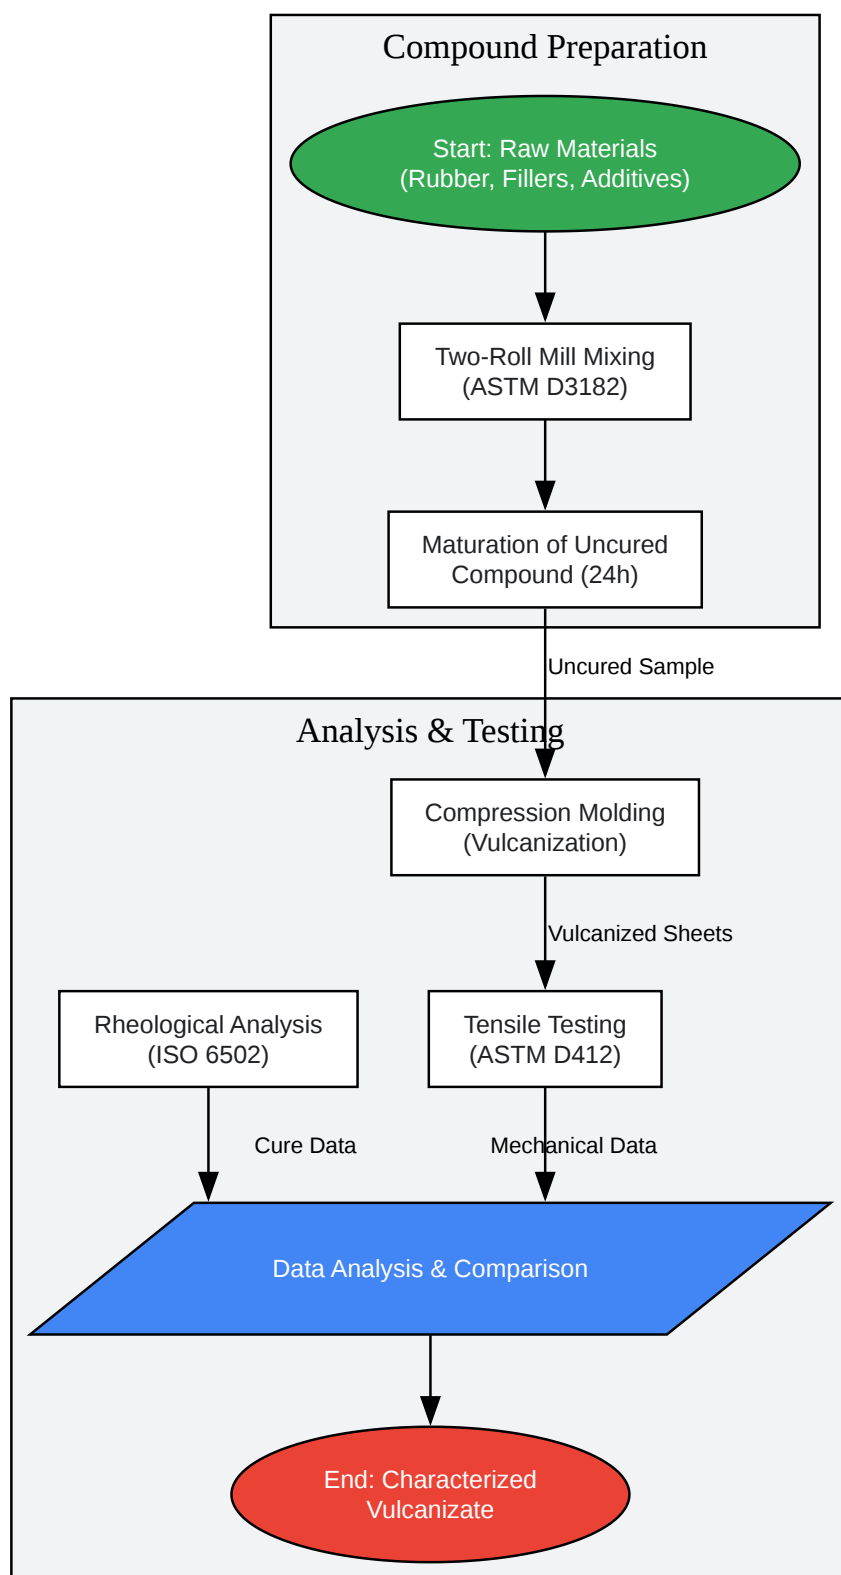 Compound Preparation
Start: Raw Materials
(Rubber, Fillers, Additives)
Two-Roll Mill Mixing
(ASTM D3182)
Maturation of Uncured
Compound (24h)
Uncured Sample
Analysis & Testing
Compression Molding
(Vulcanization)
Vulcanized Sheets
Rheological Analysis
(ISO 6502)
Tensile Testing
(ASTM D412)
Cure Data
Mechanical Data
Data Analysis & Comparison
End: Characterized
Vulcanizate